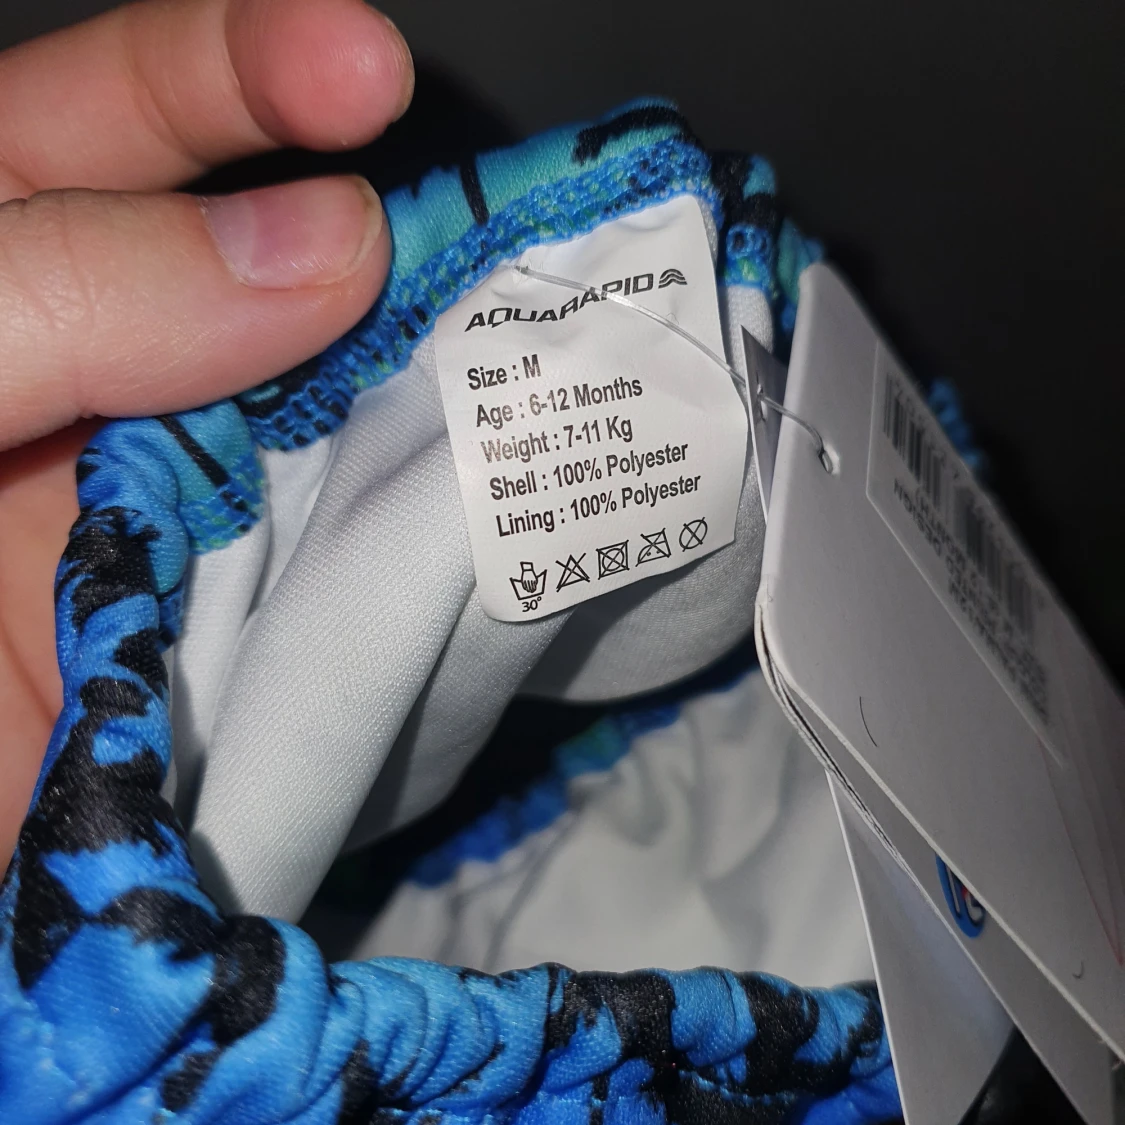 AQUARAPID
Size : M
Age : 6-12 Months
Weight : 7-11 Kg
Shell : 100% Polyester
Lining : 100% Polyester
30°